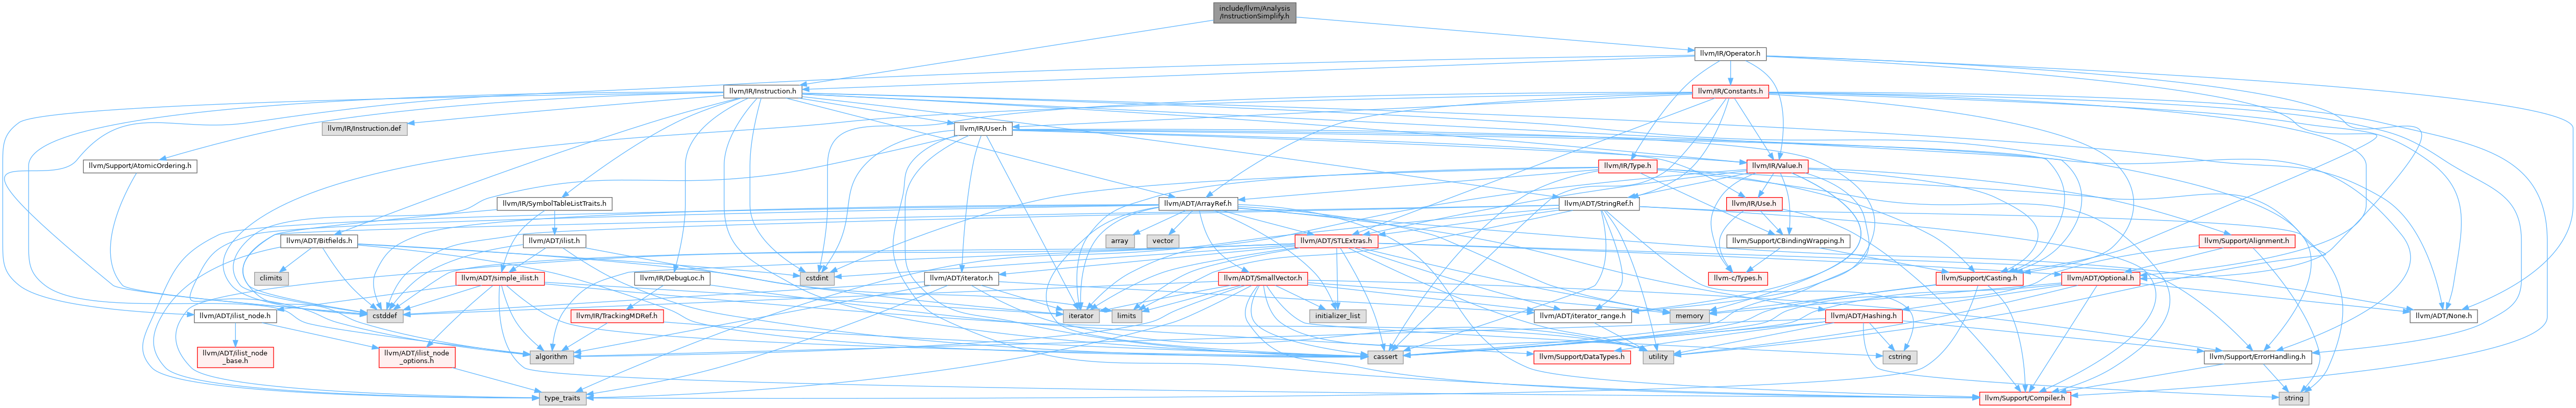 include/llvm/Analysis
/InstructionSimplify.h
llvm/IR/Operator.h
llvm/IR/Instruction.h
llvm/IR/Constants.h
llvm/IR/Instruction.def
llvm/IR/User.h
llvm/Support/AtomicOrdering.h
llvm/IR/Type.h
llvm/IR/Value.h
llvm/IR/SymbolTableListTraits.h
llvm/ADT/ArrayRef.h
llvm/IR/Use.h
llvm/ADT/StringRef.h
llvm/ADT/Bitfields.h
llvm/ADT/ilist.h
array
vector
llvm/ADT/STLExtras.h
llvm/Support/CBindingWrapping.h
llvm/Support/Alignment.h
climits
llvm/ADT/simple_ilist.h
llvm/IR/DebugLoc.h
cstdint
llvm/ADT/iterator.h
llvm/ADT/SmallVector.h
llvm-c/Types.h
llvm/Support/Casting.h
llvm/ADT/Optional.h
llvm/ADT/ilist_node.h
cstddef
llvm/IR/TrackingMDRef.h
iterator
limits
initializer_list
llvm/ADT/iterator_range.h
memory
llvm/ADT/Hashing.h
llvm/ADT/None.h
llvm/ADT/ilist_node
_base.h
llvm/ADT/ilist_node
_options.h
algorithm
cassert
llvm/Support/DataTypes.h
utility
cstring
llvm/Support/ErrorHandling.h
type_traits
llvm/Support/Compiler.h
string